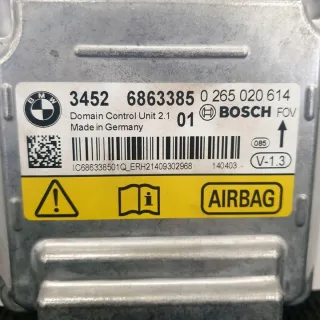 BMW
3452 6863385 0 265 020 614
Domain Control Unit 2.1 01 BOSCH FOV
Made in Germany
085
V-1.3
IC686338501Q_ERH21409302968 140403
AIRBAG